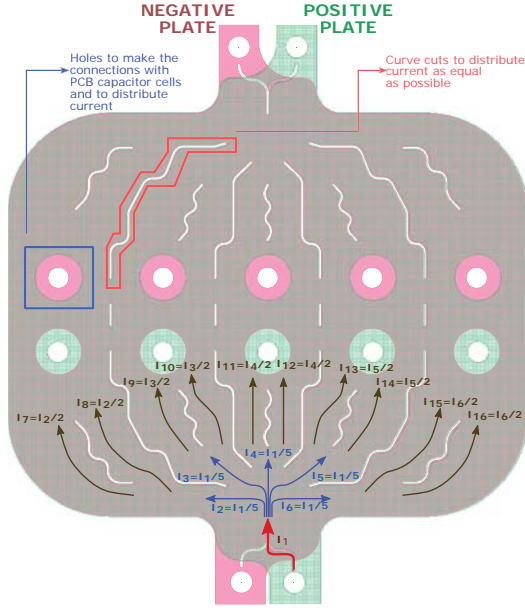 NEGATIVE
PLATE
POSITIVE
PLATE
Holes to make the
connections with
PCB capacitor cells
and to distribute
current
Curve cuts to distribute
current as equal
as possible
I10=I3/2
I11=I4/2
I12=I4/2
I13=I5/2
I9=I3/2
I14=I5/2
I8=I2/2
I15=I6/2
I7=I2/2
I16=I6/2
I4=I1/5
I3=I1/5
I5=I1/5
I2=I1/5
I6=I1/5
I1